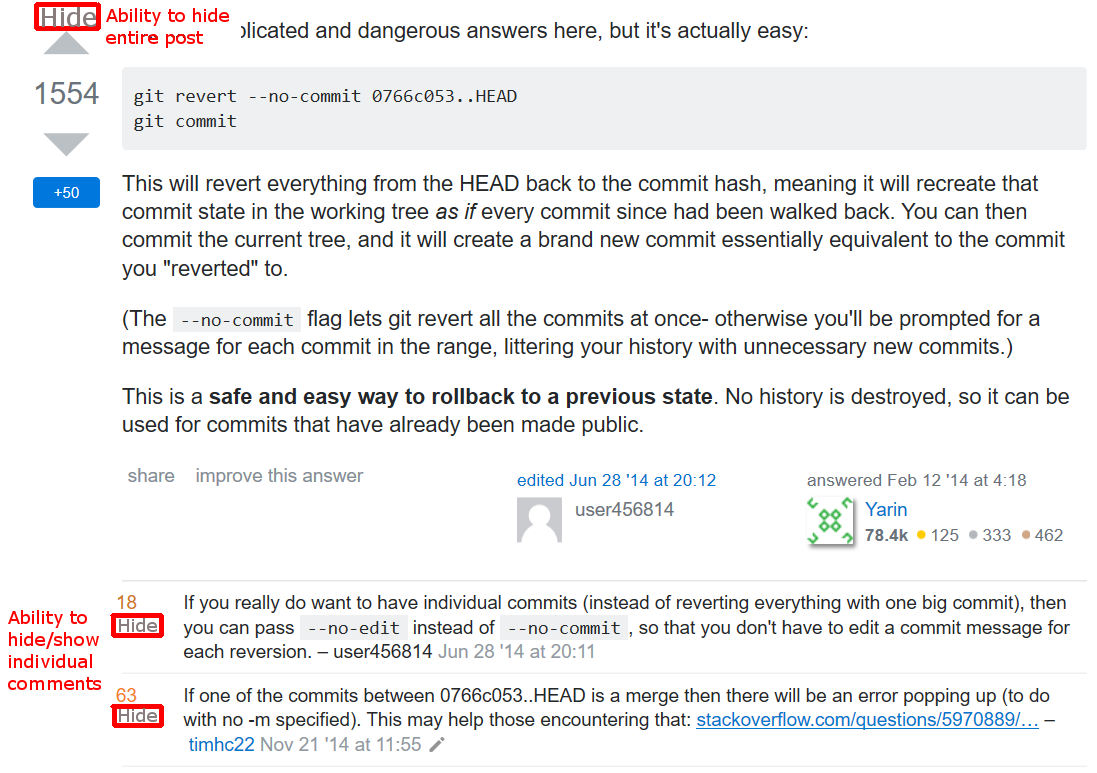 Hide Ability to hide
entire post
plicated and dangerous answers here, but it's actually easy:
1554
git revert --no-commit 0766c053..HEAD
git commit
+50
This will revert everything from the HEAD back to the commit hash, meaning it will recreate that
commit state in the working tree as if every commit since had been walked back. You can then
commit the current tree, and it will create a brand new commit essentially equivalent to the commit
you "reverted" to.
(The --no-commit flag lets git revert all the commits at once- otherwise you'll be prompted for a
message for each commit in the range, littering your history with unnecessary new commits.)
This is a safe and easy way to rollback to a previous state. No history is destroyed, so it can be
used for commits that have already been made public.
share improve this answer
edited Jun 28 '14 at 20:12
user456814
answered Feb 12 '14 at 4:18
Yarin
78.4k 125 333 462
Ability to
hide/show
individual
comments
18
Hide
If you really do want to have individual commits (instead of reverting everything with one big commit), then
you can pass --no-edit instead of --no-commit, so that you don't have to edit a commit message for
each reversion. – user456814 Jun 28 '14 at 20:11
63
Hide
If one of the commits between 0766c053..HEAD is a merge then there will be an error popping up (to do
with no -m specified). This may help those encountering that: stackoverflow.com/questions/5970889/… –
timhc22 Nov 21 '14 at 11:55